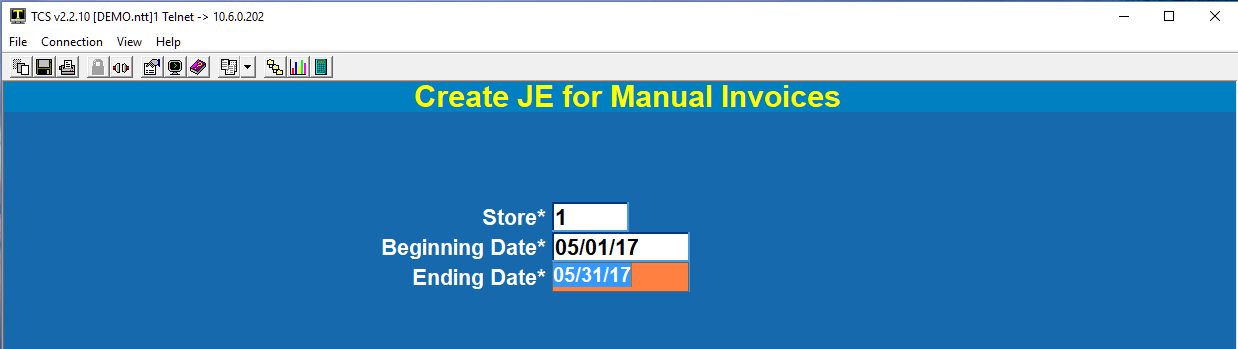 TCS v2.2.10 [DEMO.ntt]1 Telnet -> 10.6.0.202
File Connection View Help
Create JE for Manual Invoices
Store* 1
Beginning Date* 05/01/17
Ending Date* 05/31/17